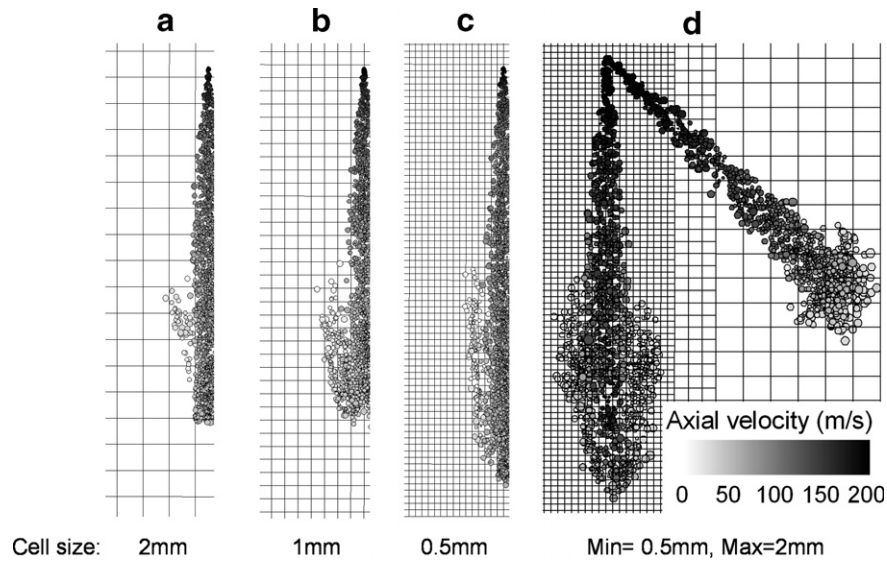 a b c d
Axial velocity (m/s)
0 50 100 150 200
Cell size: 2mm 1mm 0.5mm Min= 0.5mm, Max=2mm